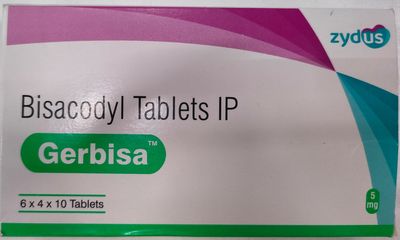 zydus
Bisacodyl Tablets IP
Gerbisa™
6 x 4 x 10 Tablets
5
mg